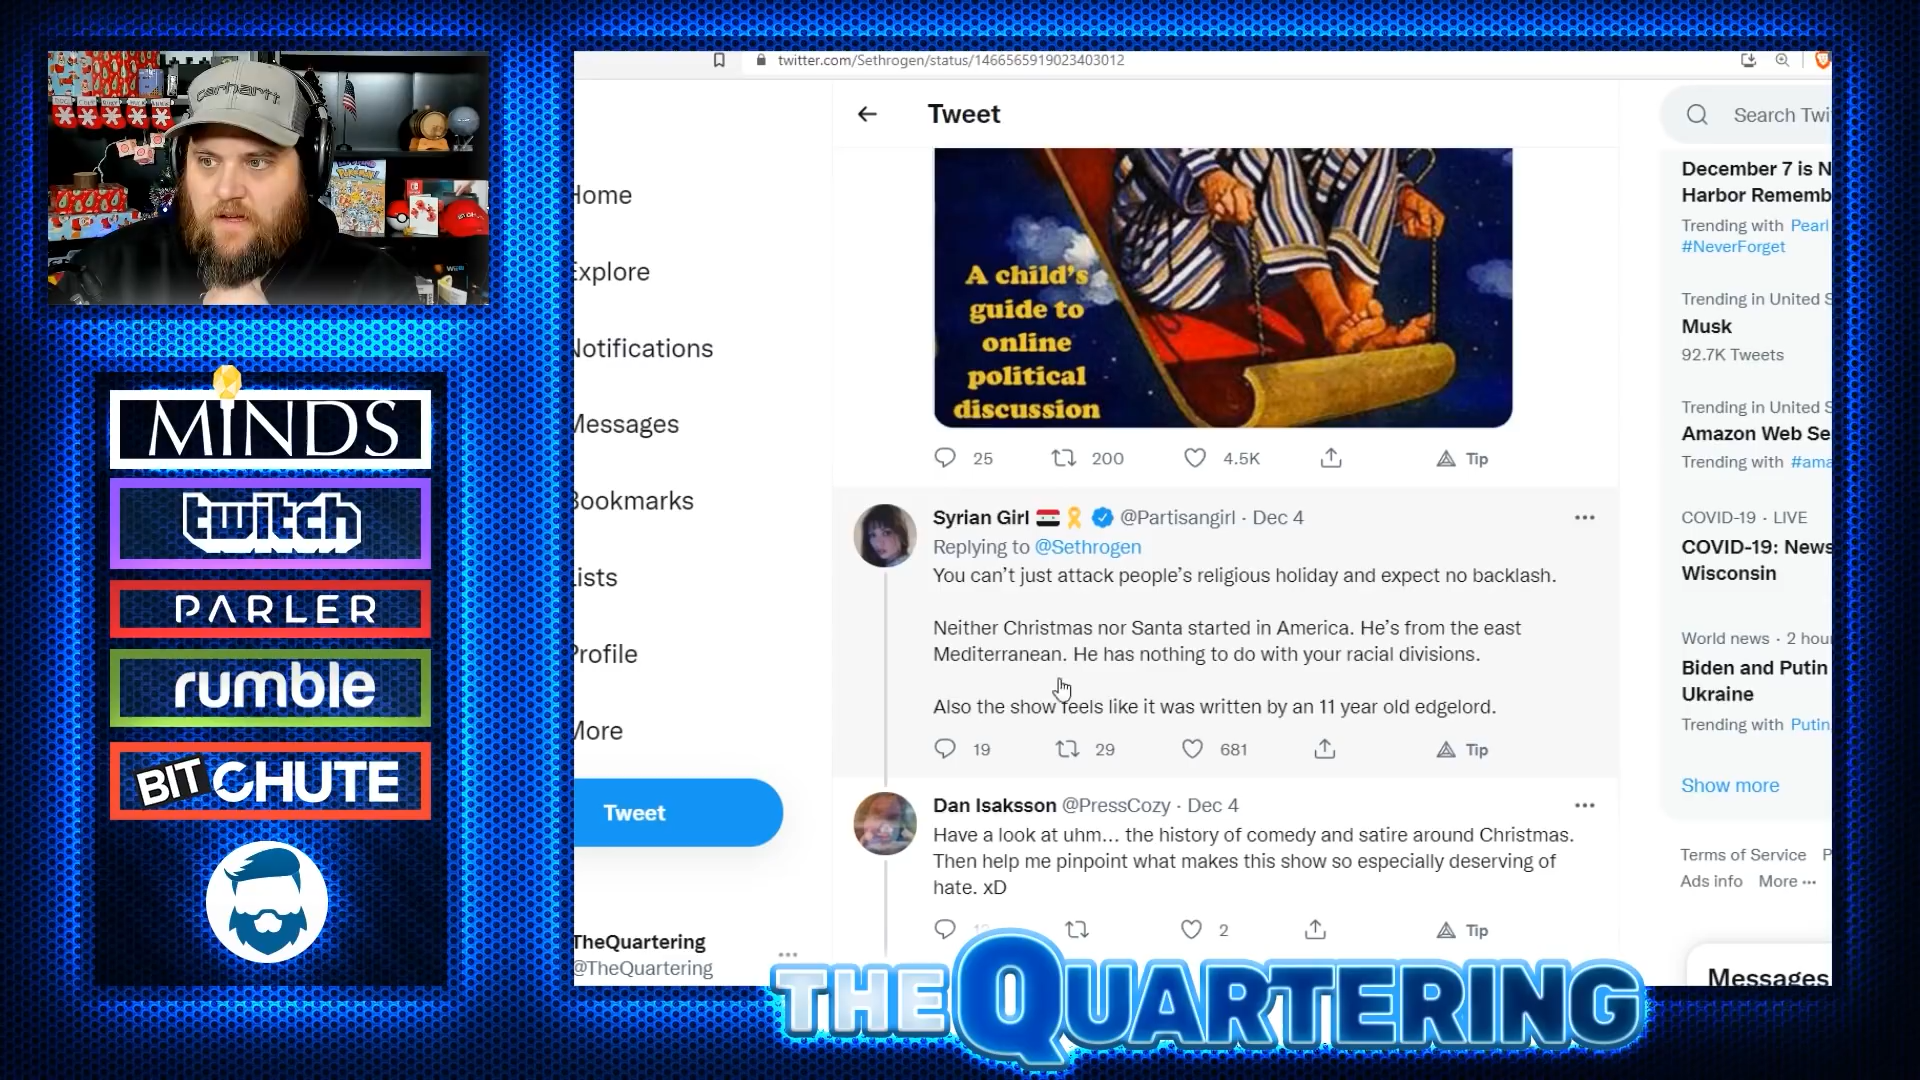 carhartt
MINDS
twitch
PARLER
rumble
BITCHUTE
twitter.com/Sethrogen/status/1466565919023403012
Home
Explore
Notifications
Messages
Bookmarks
Lists
Profile
More
Tweet
TheQuartering
@TheQuartering
Tweet
A child's
guide to
online
political
discussion
25 200 4.5K Tip
Syrian Girl @Partisangirl · Dec 4
Replying to @Sethrogen
You can't just attack people's religious holiday and expect no backlash.
Neither Christmas nor Santa started in America. He's from the east
Mediterranean. He has nothing to do with your racial divisions.
Also the show feels like it was written by an 11 year old edgelord.
19 29 681 Tip
Dan Isaksson @PressCozy · Dec 4
Have a look at uhm... the history of comedy and satire around Christmas.
Then help me pinpoint what makes this show so especially deserving of
hate. xD
2 Tip
Search Twi
December 7 is N
Harbor Rememb
Trending with Pearl
#NeverForget
Trending in United S
Musk
92.7K Tweets
Trending in United S
Amazon Web Se
Trending with #ama
COVID-19 · LIVE
COVID-19: News
Wisconsin
World news · 2 hour
Biden and Putin
Ukraine
Trending with Putin
Show more
Terms of Service P
Ads info More ...
Messages
THE QUARTERING